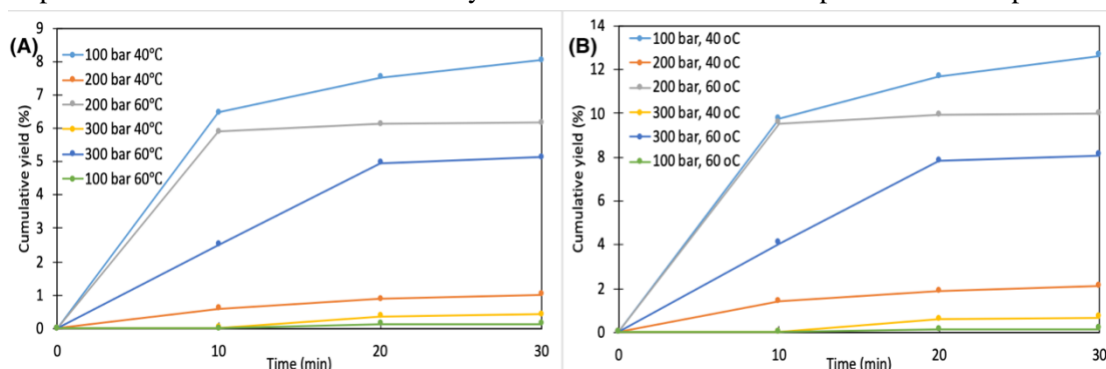 (A)
Cumulative yield (%)
9
8
7
6
5
4
3
2
1
0
100 bar 40°C
200 bar 40°C
200 bar 60°C
300 bar 40°C
300 bar 60°C
100 bar 60°C
0 10 20 30
Time (min)
(B)
Cumulative yield (%)
14
12
10
8
6
4
2
0
100 bar, 40 oC
200 bar, 40 oC
200 bar, 60 oC
300 bar, 40 oC
300 bar, 60 oC
100 bar, 60 oC
0 10 20 30
Time (min)